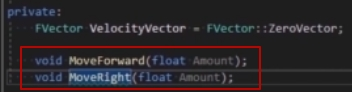 private:
FVector VelocityVector = FVector::ZeroVector;
void MoveForward(float Amount);
void MoveRight(float Amount);